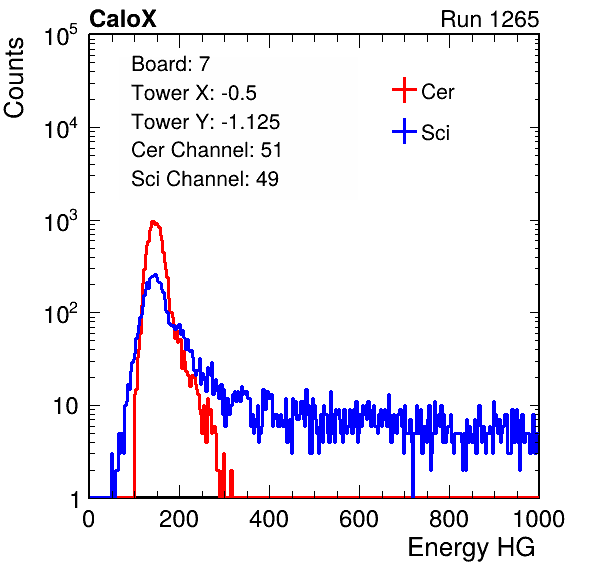 CaloX Run 1265
Counts
Board: 7
Tower X: -0.5
Tower Y: -1.125
Cer Channel: 51
Sci Channel: 49
Cer
Sci
10^5
10^4
10^3
10^2
10
1
0 200 400 600 800 1000
Energy HG